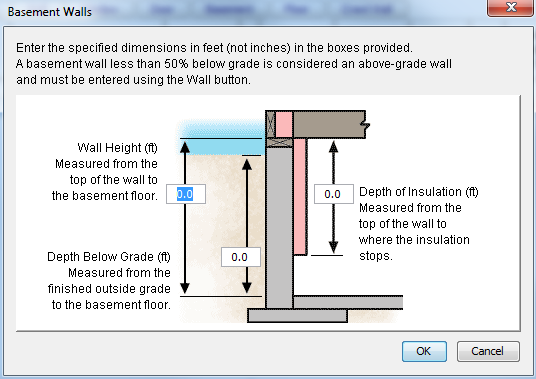 Basement Walls
Enter the specified dimensions in feet (not inches) in the boxes provided.
A basement wall less than 50% below grade is considered an above-grade wall
and must be entered using the Wall button.
Wall Height (ft)
Measured from the
top of the wall to
the basement floor.
0.0
0.0
Depth of Insulation (ft)
Measured from the
top of the wall to
where the insulation
stops.
Depth Below Grade (ft)
Measured from the
finished outside grade
to the basement floor.
0.0
OK
Cancel